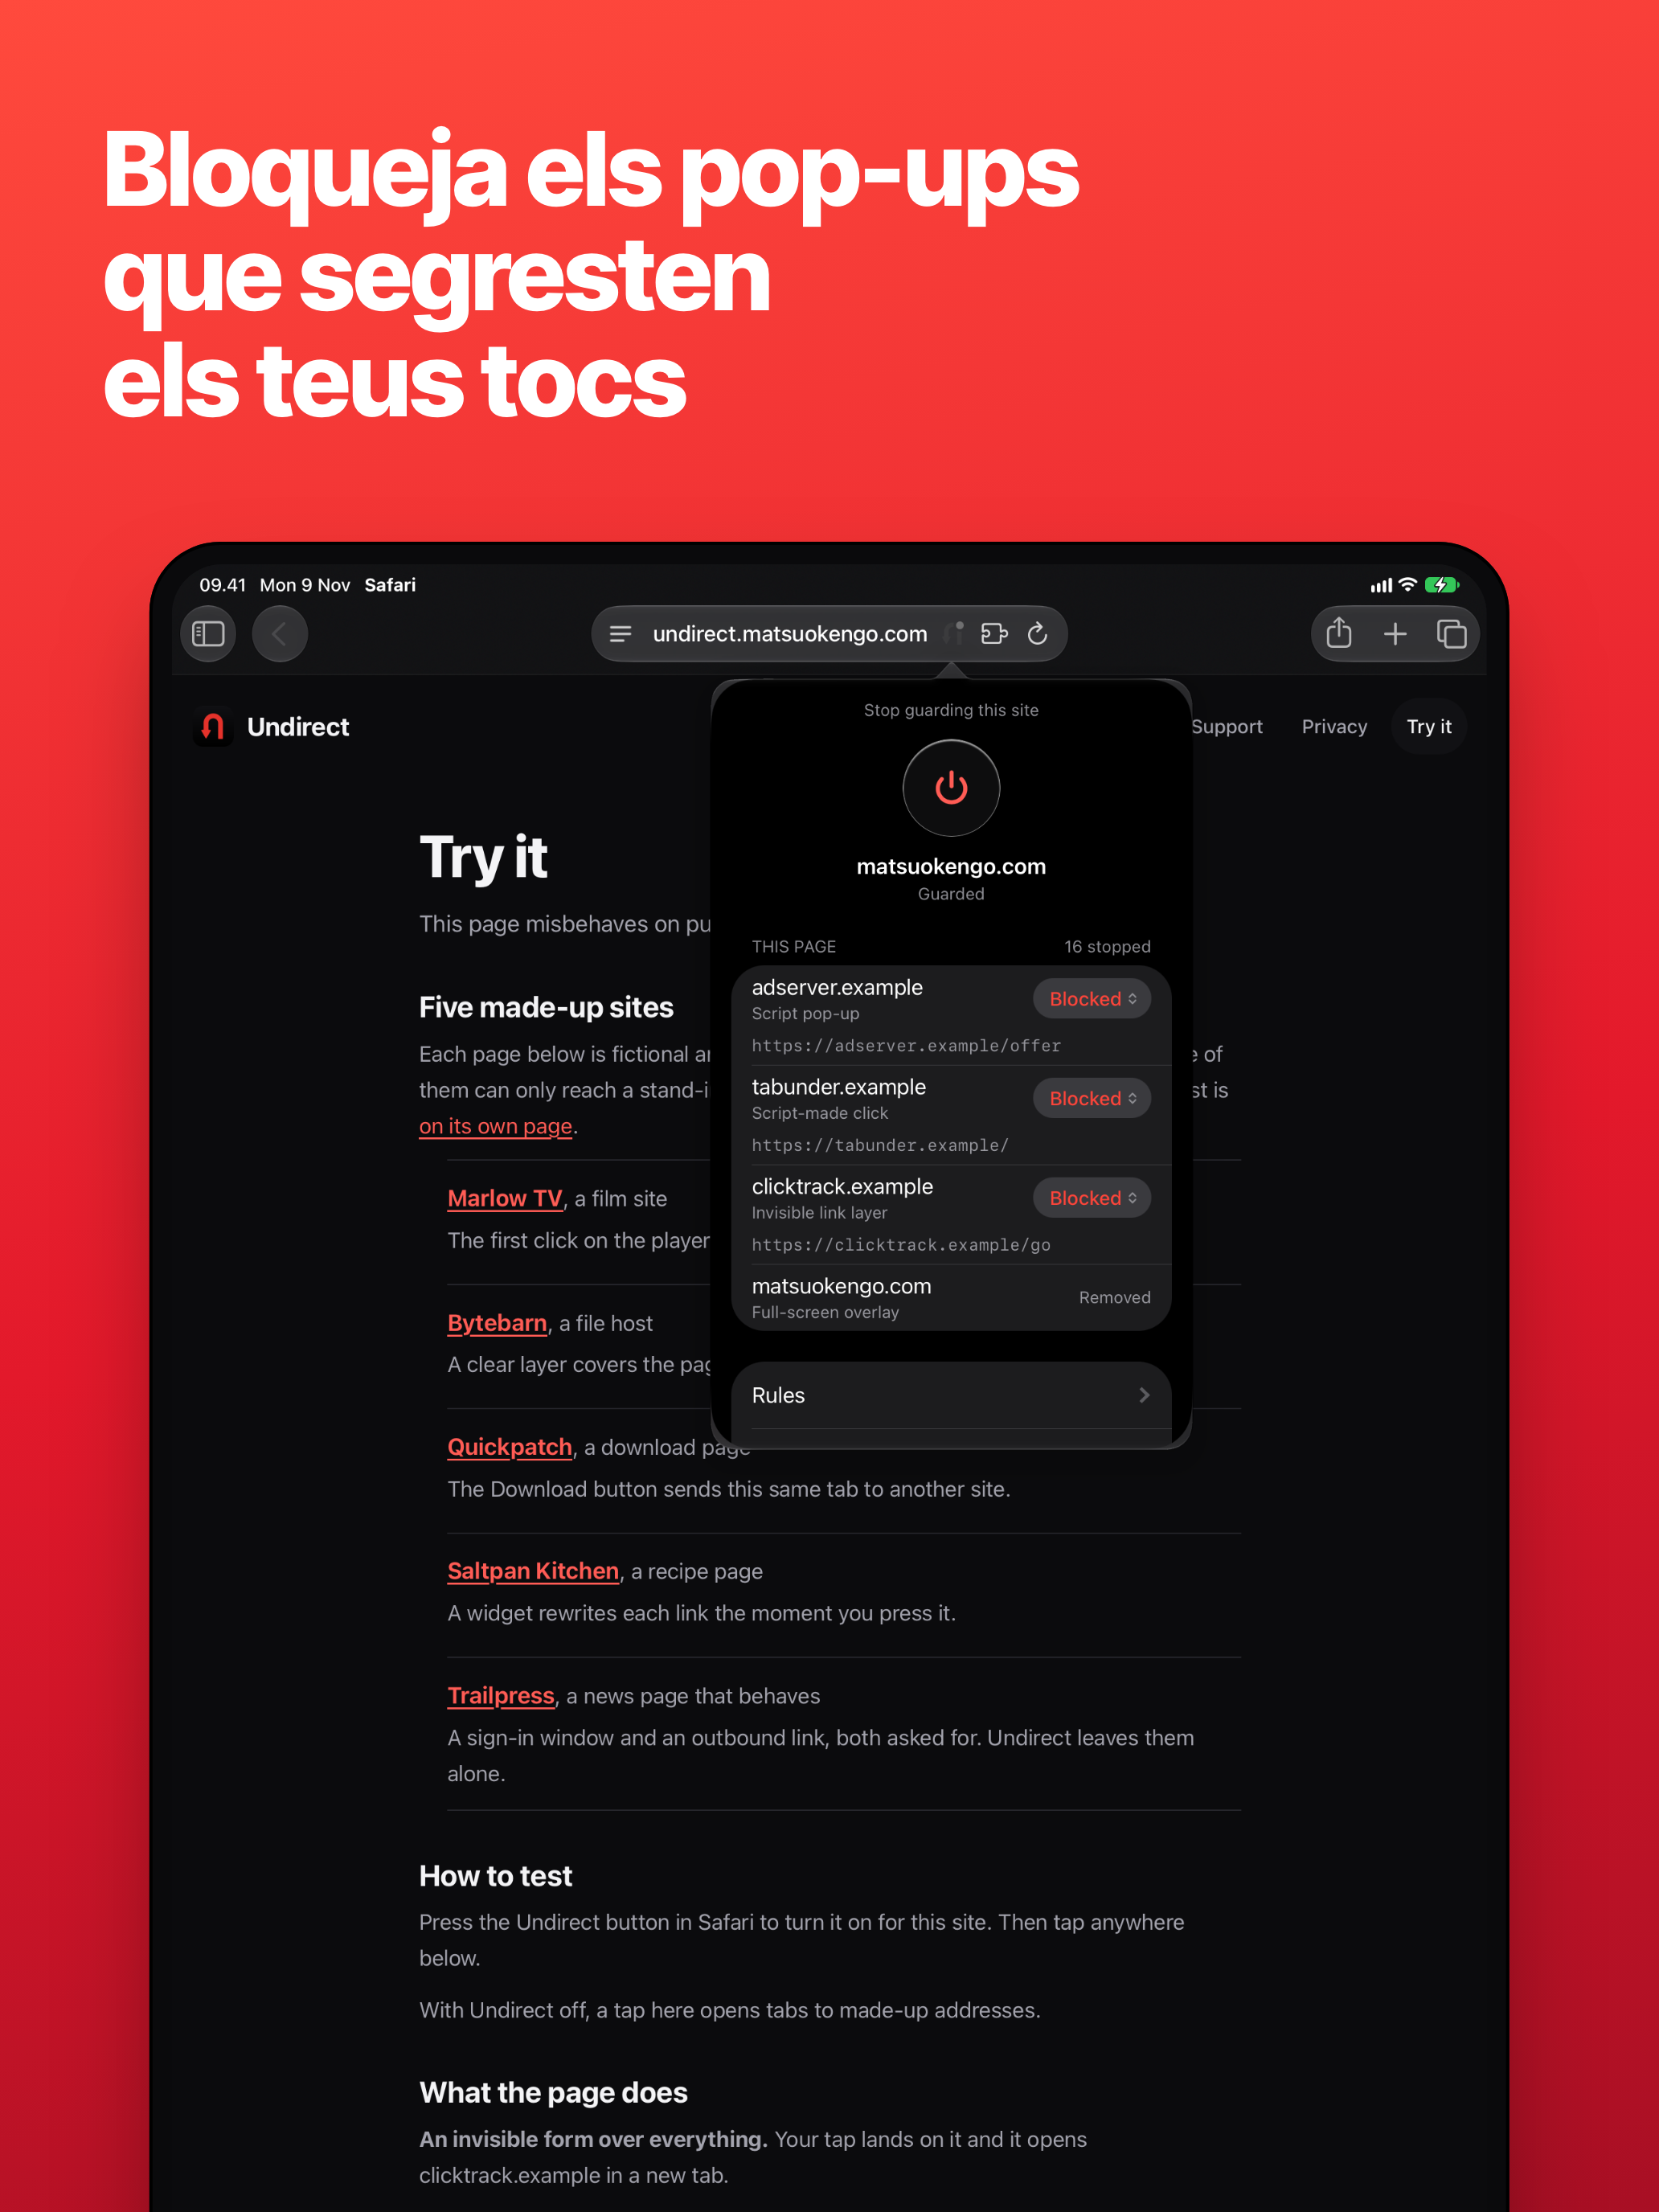 Bloqueja els pop-ups
que segresten
els teus tocs
09.41 Mon 9 Nov Safari
undirect.matsuokengo.com
Undirect
Support Privacy Try it
Stop guarding this site
matsuokengo.com
Guarded
THIS PAGE 16 stopped
adserver.example
Script pop-up
Blocked
https://adserver.example/offer
tabunder.example
Script-made click
Blocked
https://tabunder.example/
clicktrack.example
Invisible link layer
Blocked
https://clicktrack.example/go
matsuokengo.com
Full-screen overlay
Removed
Rules
Try it
This page misbehaves on
Five made-up sites
Each page below is fictional of
them can only reach a is
on its own page.
Marlow TV, a film site
The first click on the player
Bytebarn, a file host
A clear layer covers the
Quickpatch, a download page
The Download button sends this same tab to another site.
Saltpan Kitchen, a recipe page
A widget rewrites each link the moment you press it.
Trailpress, a news page that behaves
A sign-in window and an outbound link, both asked for. Undirect leaves them
alone.
How to test
Press the Undirect button in Safari to turn it on for this site. Then tap anywhere
below.
With Undirect off, a tap here opens tabs to made-up addresses.
What the page does
An invisible form over everything. Your tap lands on it and it opens
clicktrack.example in a new tab.